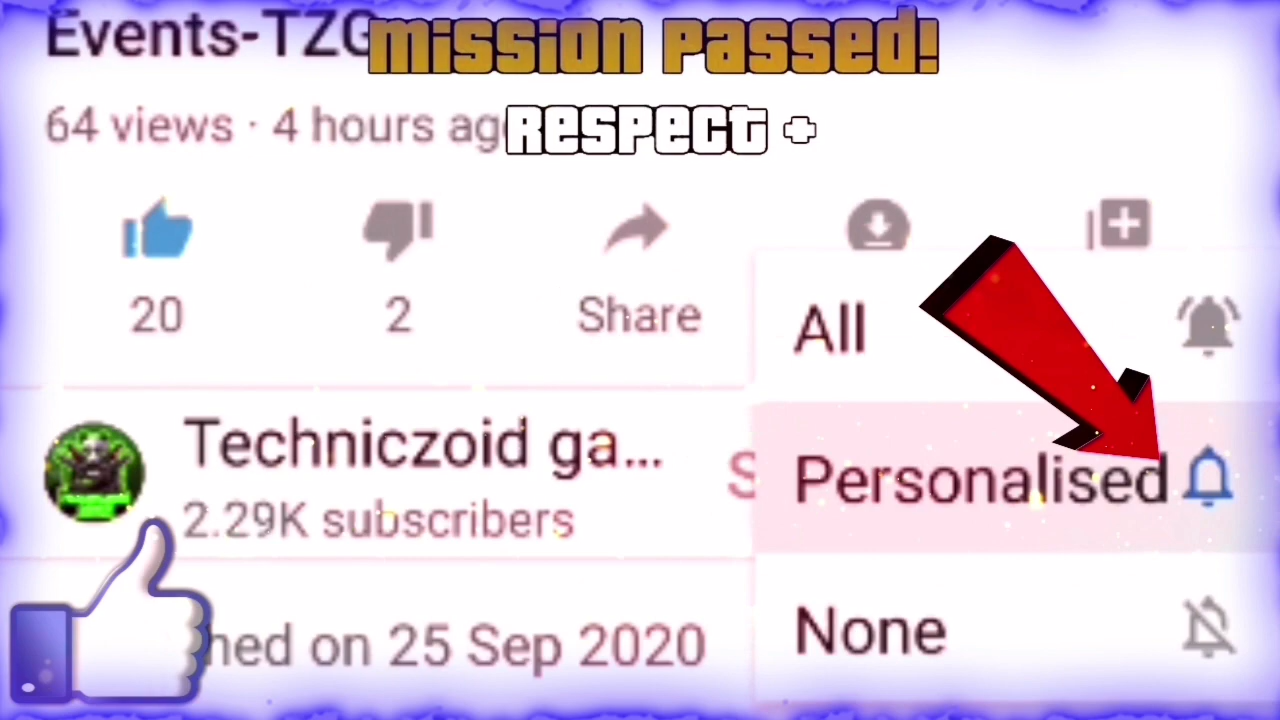 Events-TZG
mission passed!
64 views · 4 hours ago
RESPECT +
20
2
Share
All
Techniczoid ga...
2.29K subscribers
S
Personalised
hed on 25 Sep 2020
None